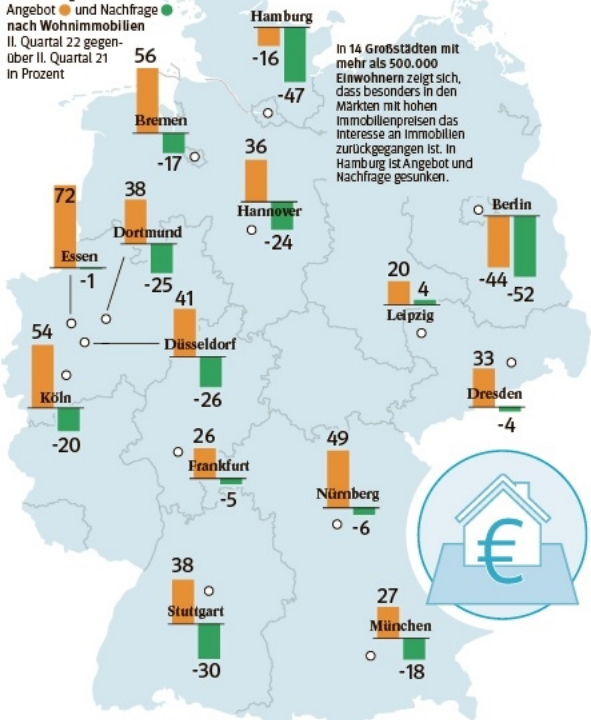 Angebot und Nachfrage
nach Wohnimmobilien
II. Quartal 22 gegen-
über II. Quartal 21
in Prozent
Hamburg
-16
-47
In 14 Großstädten mit
mehr als 500.000
Einwohnern zeigt sich,
dass besonders in den
Märkten mit hohen
Immobilienpreisen das
Interesse an Immobilien
zurückgegangen ist. In
Hamburg ist Angebot und
Nachfrage gesunken.
56
Bremen
-17
36
Hannover
-24
72
Essen
-1
38
Dortmund
-25
Berlin
-44
-52
20
4
Leipzig
41
Düsseldorf
-26
54
Köln
-20
33
Dresden
-4
26
Frankfurt
-5
49
Nürnberg
-6
€
38
Stuttgart
-30
27
München
-18